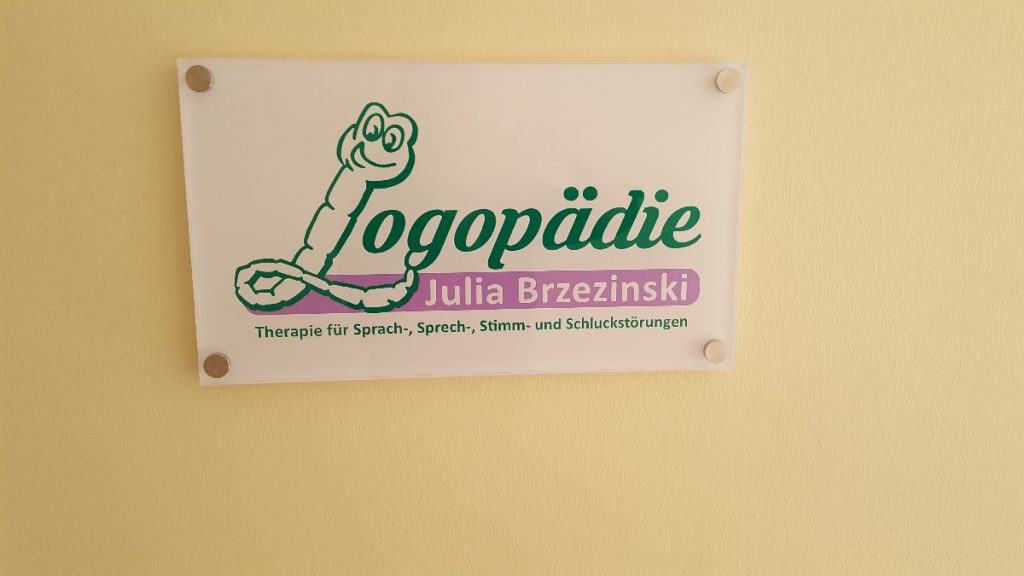 Logopädie
Julia Brzezinski
Therapie für Sprach-, Sprech-, Stimm- und Schluckstörungen